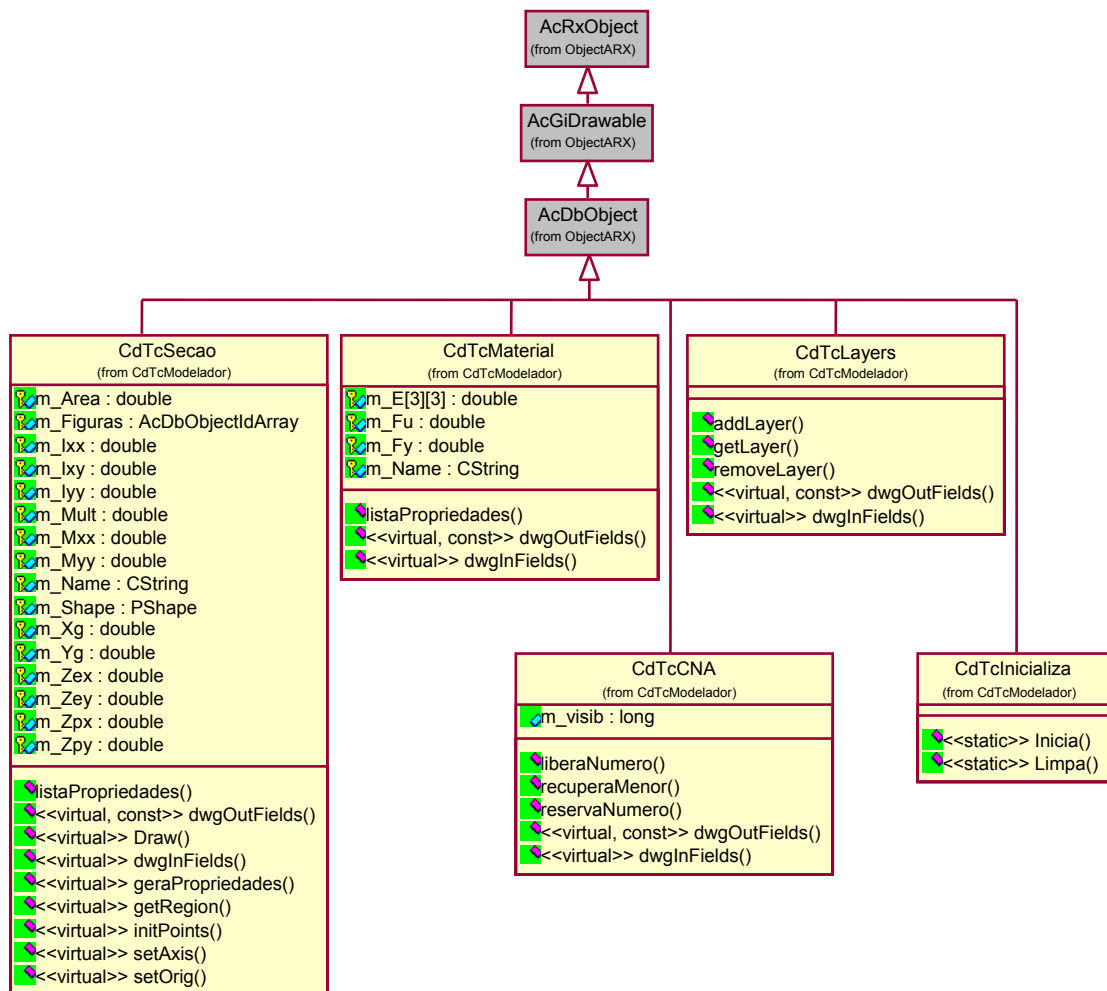 AcRxObject
(from ObjectARX)
AcGiDrawable
(from ObjectARX)
AcDbObject
(from ObjectARX)
CdTcSecao
(from CdTcModelador)
m_Area : double
m_Figuras : AcDbObjectIdArray
m_Ixx : double
m_Ixy : double
m_Iyy : double
m_Mult : double
m_Mxx : double
m_Myy : double
m_Name : CString
m_Shape : PShape
m_Xg : double
m_Yg : double
m_Zex : double
m_Zey : double
m_Zpx : double
m_Zpy : double
listaPropriedades()
<<virtual, const>> dwgOutFields()
<<virtual>> Draw()
<<virtual>> dwgInFields()
<<virtual>> geraPropriedades()
<<virtual>> getRegion()
<<virtual>> initPoints()
<<virtual>> setAxis()
<<virtual>> setOrig()
CdTcMaterial
(from CdTcModelador)
m_E[3][3] : double
m_Fu : double
m_Fy : double
m_Name : CString
listaPropriedades()
<<virtual, const>> dwgOutFields()
<<virtual>> dwgInFields()
CdTcLayers
(from CdTcModelador)
addLayer()
getLayer()
removeLayer()
<<virtual, const>> dwgOutFields()
<<virtual>> dwgInFields()
CdTcCNA
(from CdTcModelador)
m_visib : long
liberaNumero()
recuperaMenor()
reservaNumero()
<<virtual, const>> dwgOutFields()
<<virtual>> dwgInFields()
CdTcInicializa
(from CdTcModelador)
<<static>> Inicia()
<<static>> Limpa()